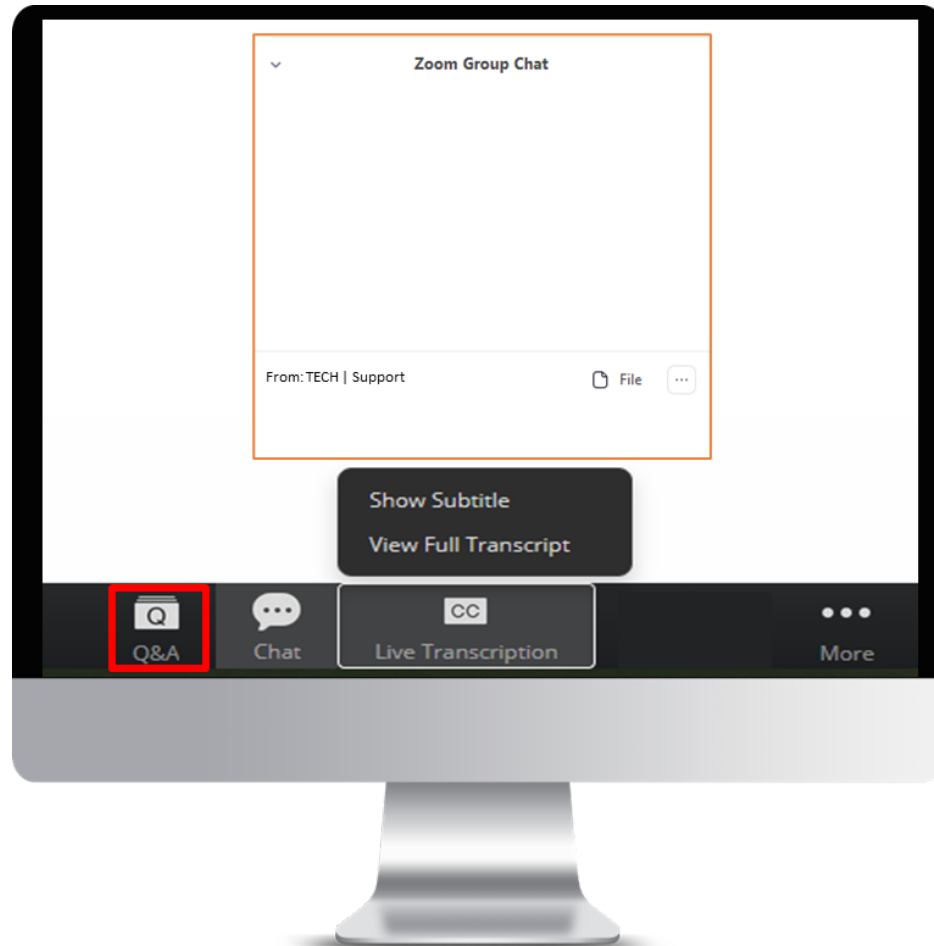 Zoom Group Chat
From: TECH | Support
File
Show Subtitle
View Full Transcript
Q
CC
Q&A
Chat
Live Transcription
More